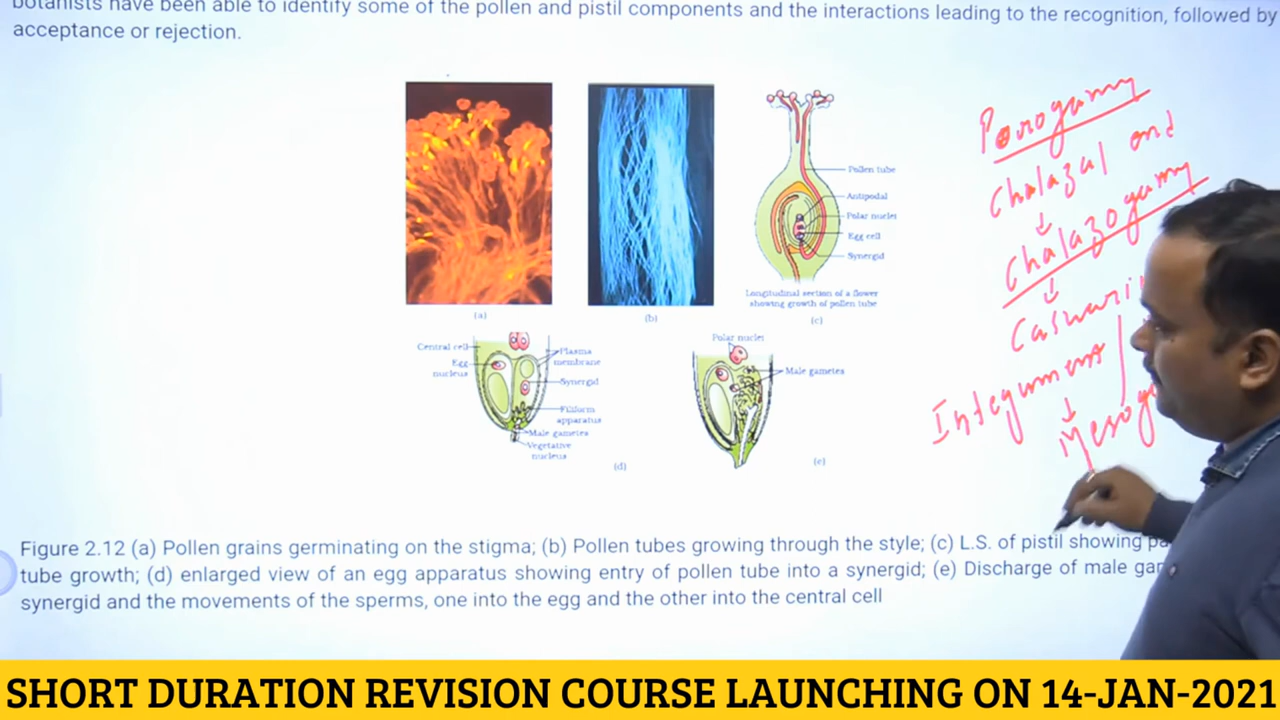 botanists have been able to identify some of the pollen and pistil components and the interactions leading to the recognition, followed by
acceptance or rejection.
Pollen tube
Antipodal
Polar nuclei
Egg cell
Synergid
Longitudinal section of a flower
showing growth of pollen tube
(a)
(b)
(c)
Central cell
Egg
nucleus
Plasma
membrane
Synergid
Filiform
apparatus
Male gametes
Vegetative
nucleus
(d)
Polar nuclei
Male gametes
(e)
Porogamy
Chalazal end
Chalazogamy
Integument
Figure 2.12 (a) Pollen grains germinating on the stigma; (b) Pollen tubes growing through the style; (c) L.S. of pistil showing
tube growth; (d) enlarged view of an egg apparatus showing entry of pollen tube into a synergid; (e) Discharge of male
synergid and the movements of the sperms, one into the egg and the other into the central cell
SHORT DURATION REVISION COURSE LAUNCHING ON 14-JAN-2021